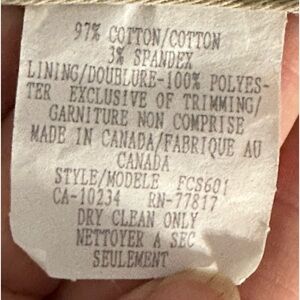 97% COTTON/COTTON
3% SPANDEX
LINING/DOUBLURE-100% POLYES-
TER EXCLUSIVE OF TRIMMING/
GARNITURE NON COMPRISE
MADE IN CANADA/FABRIQUE AU
CANADA
STYLE/MODELE FCS601
CA-10234 RN-77817
DRY CLEAN ONLY
NETTOYER A SEC
SEULEMENT